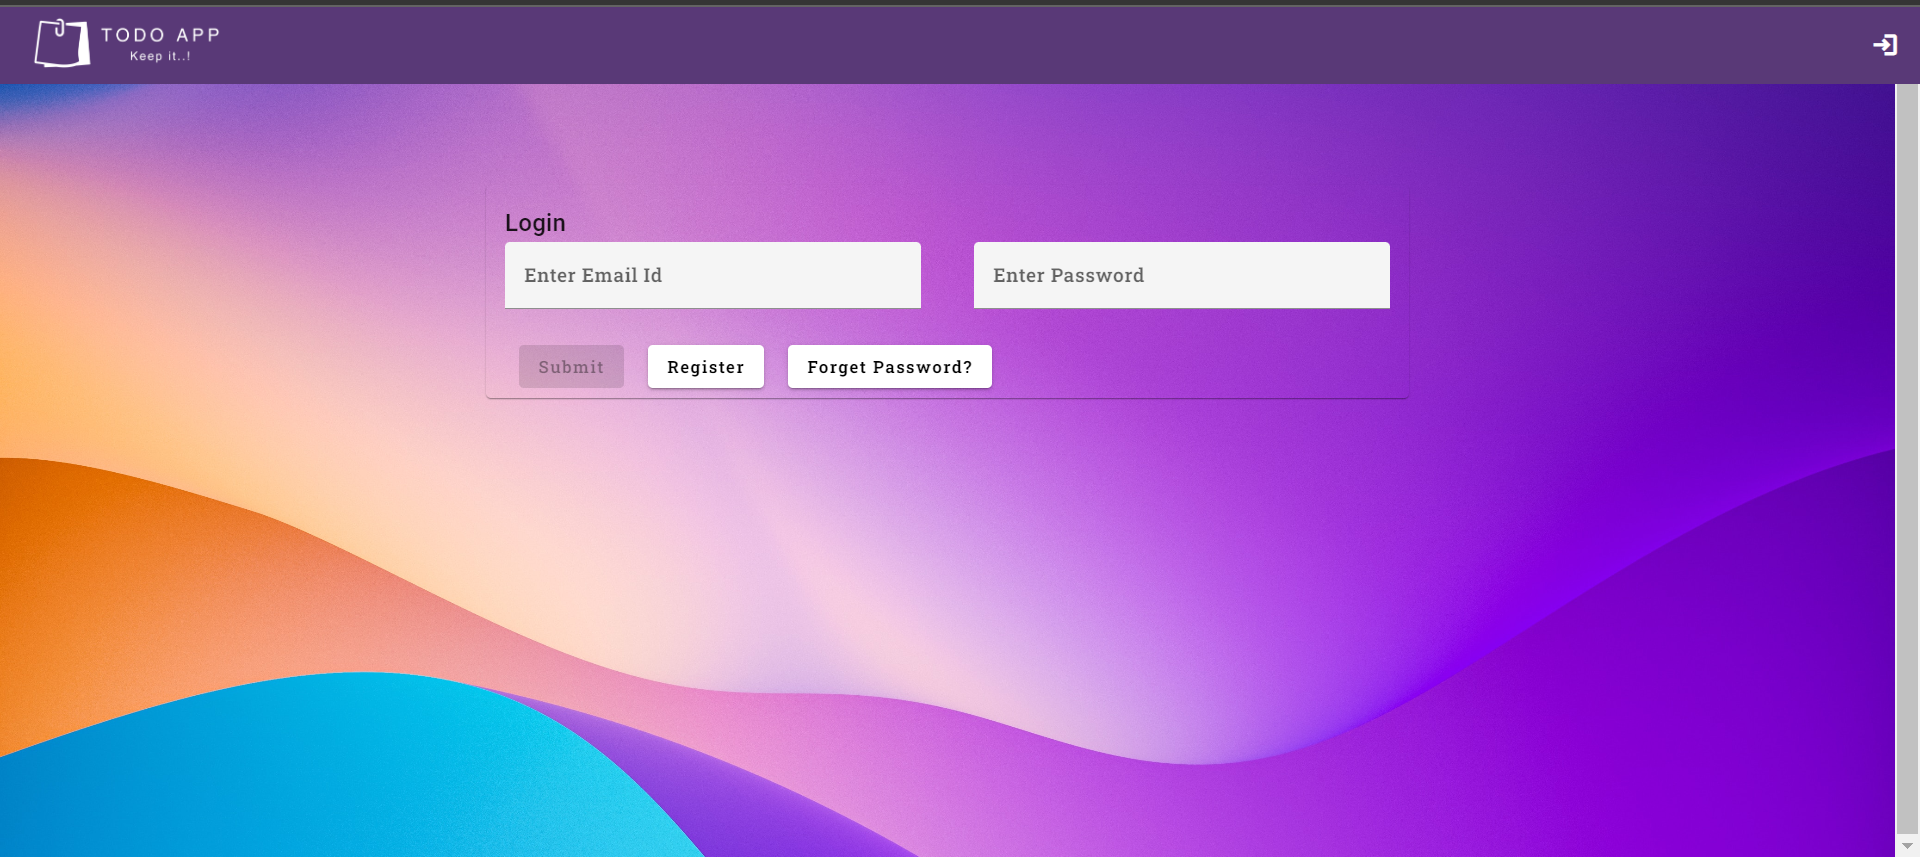 TODO APP
Keep it..!
Login
Enter Email Id
Enter Password
Submit
Register
Forget Password?